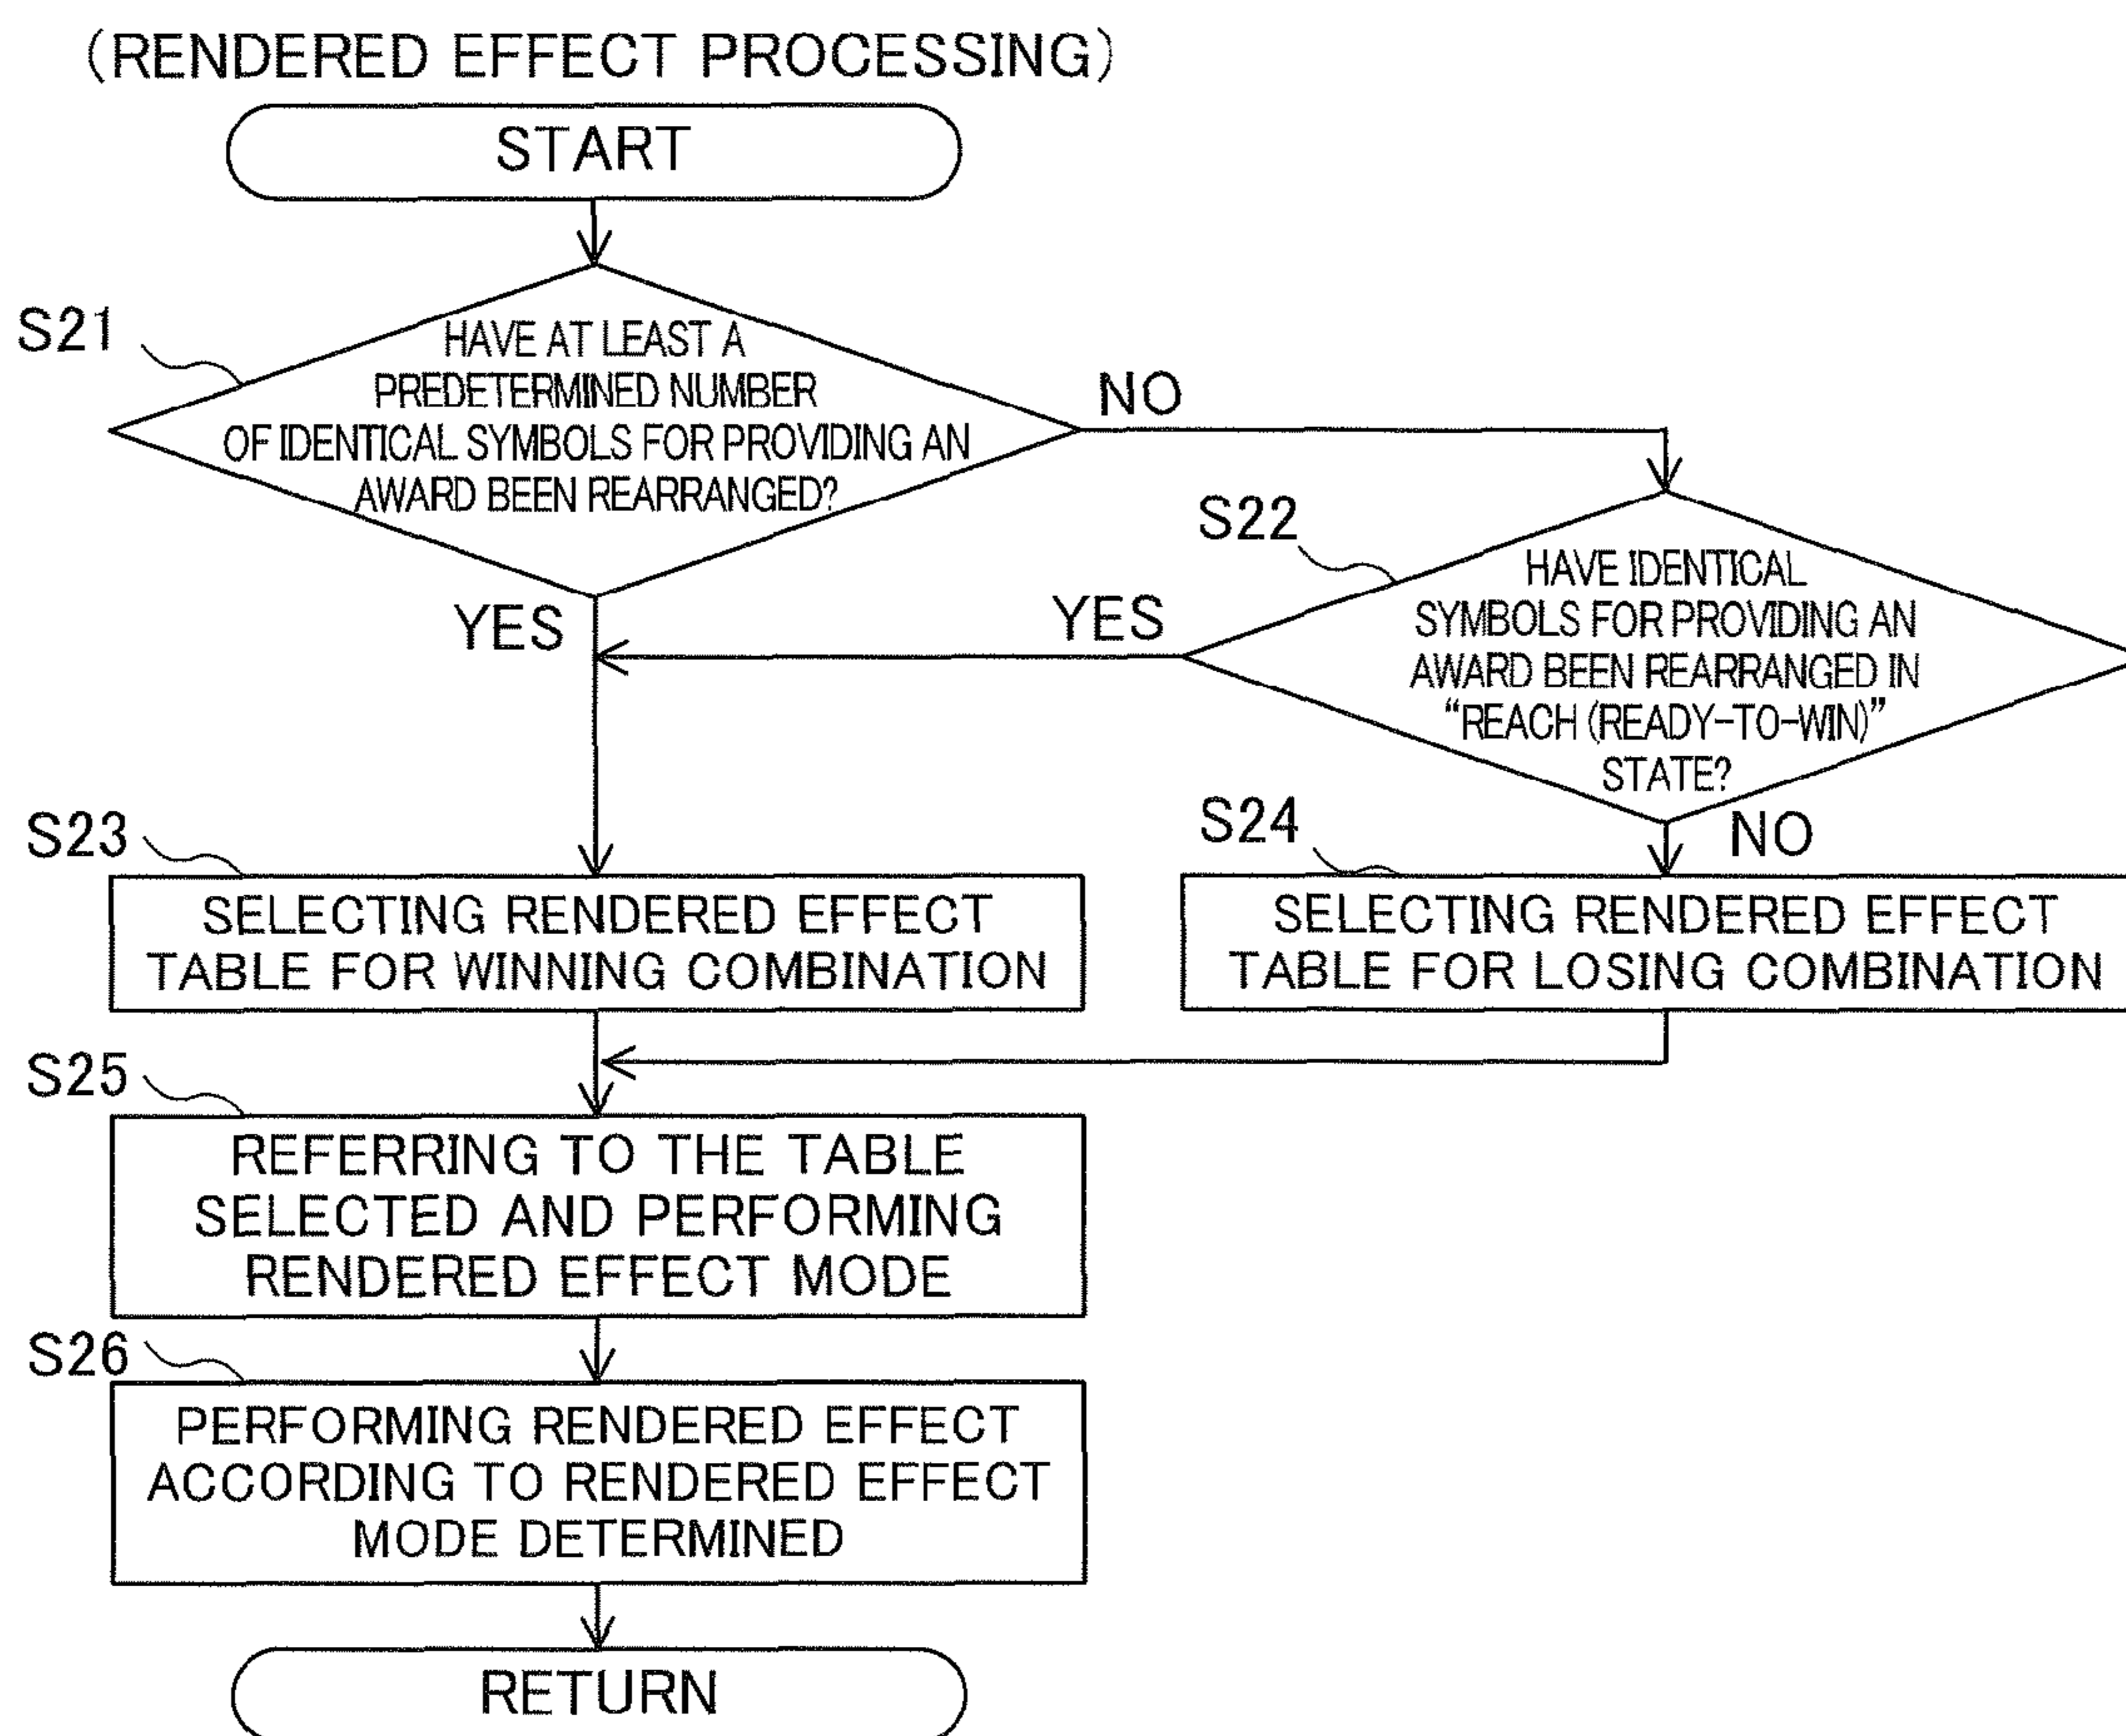 (RENDERED EFFECT PROCESSING)
START
S21
HAVE AT LEAST A
PREDETERMINED NUMBER
OF IDENTICAL SYMBOLS FOR PROVIDING AN
AWARD BEEN REARRANGED?
NO
YES
S22
HAVE IDENTICAL
SYMBOLS FOR PROVIDING AN
AWARD BEEN REARRANGED IN
“REACH (READY-TO-WIN)”
STATE?
YES
NO
S23
SELECTING RENDERED EFFECT
TABLE FOR WINNING COMBINATION
S24
SELECTING RENDERED EFFECT
TABLE FOR LOSING COMBINATION
S25
REFERRING TO THE TABLE
SELECTED AND PERFORMING
RENDERED EFFECT MODE
S26
PERFORMING RENDERED EFFECT
ACCORDING TO RENDERED EFFECT
MODE DETERMINED
RETURN